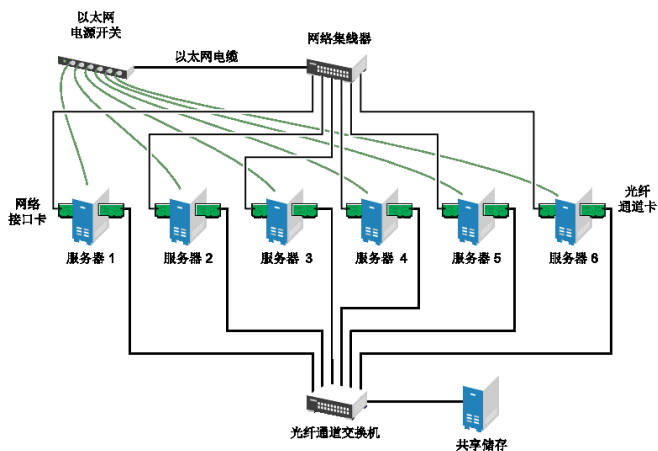 以太网
电源开关
以太网电缆
网络集线器
网络
接口卡
光纤
通道卡
服务器 1
服务器 2
服务器 3
服务器 4
服务器 5
服务器 6
光纤通道交换机
共享储存